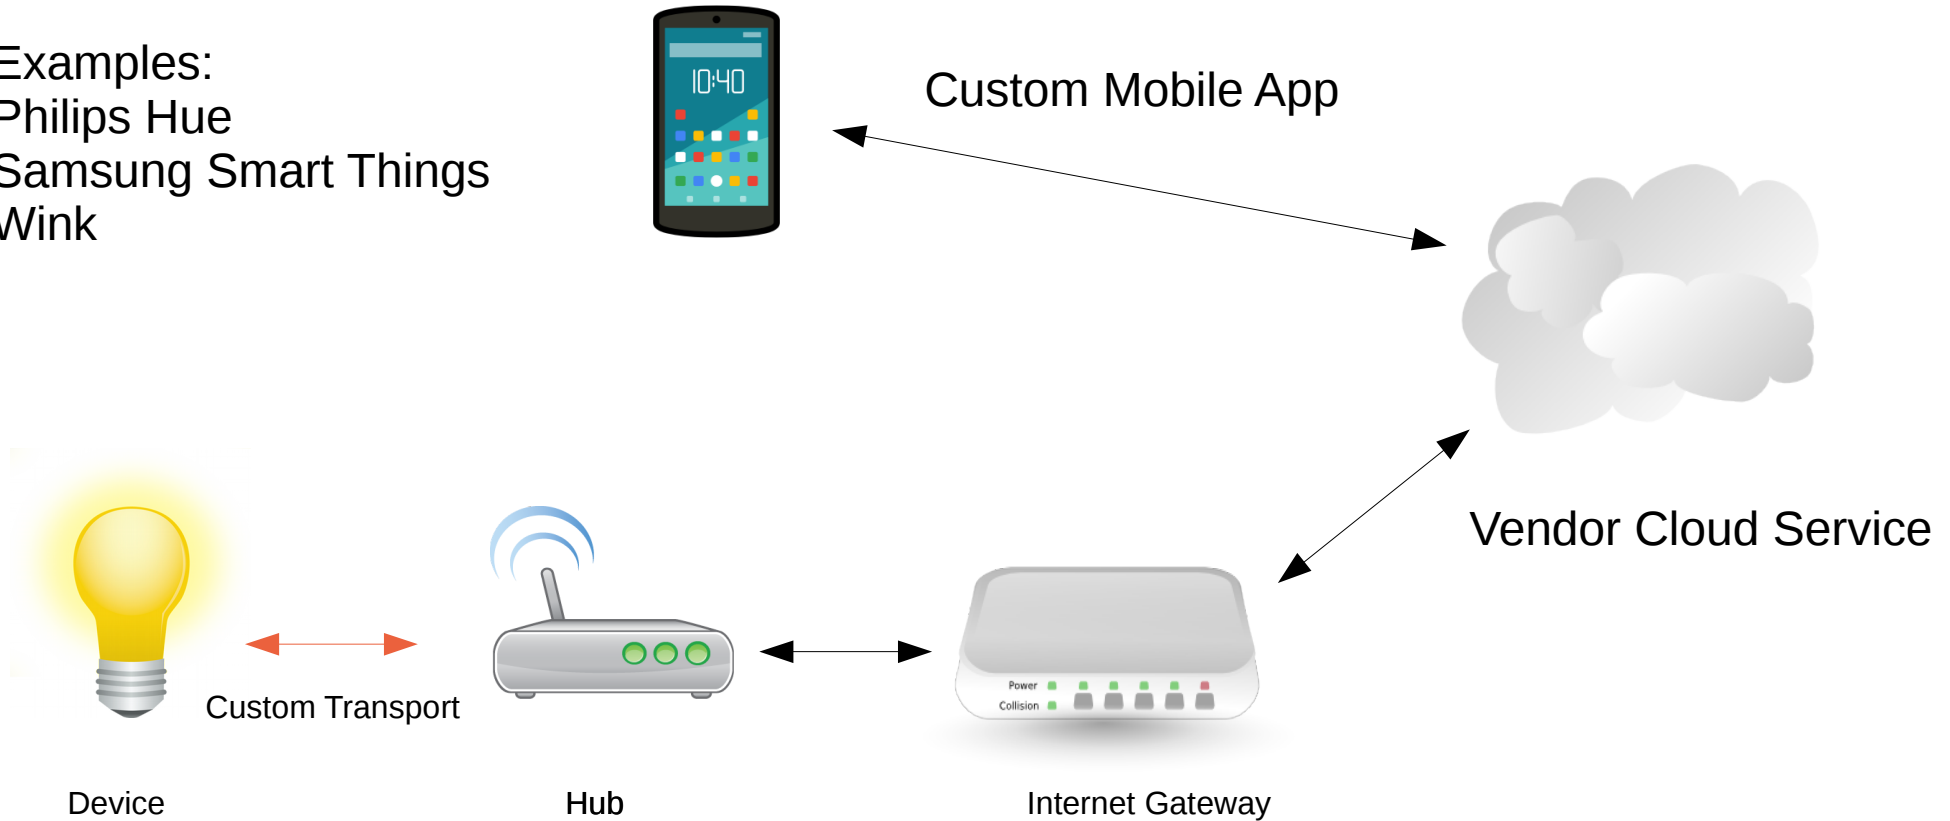 Examples:
Philips Hue
Samsung Smart Things
Wink
10:40
Custom Mobile App
Vendor Cloud Service
Custom Transport
Power
Collision
Device
Hub
Internet Gateway